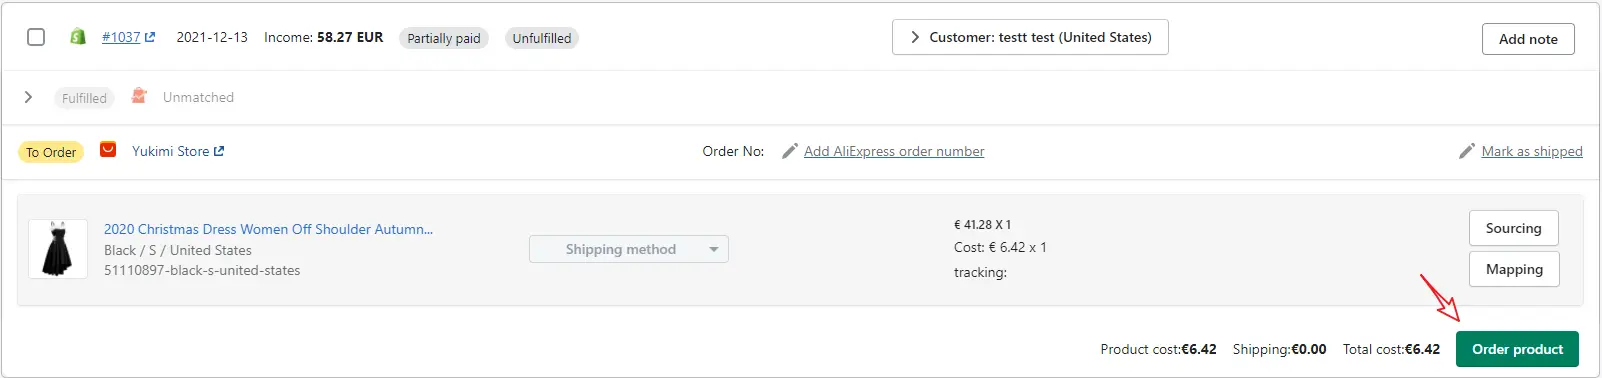 #1037 2021-12-13 Income: 58.27 EUR Partially paid Unfulfilled Customer: testt test (United States) Add note
Fulfilled Unmatched
To Order Yukimi Store Order No: Add AliExpress order number Mark as shipped
2020 Christmas Dress Women Off Shoulder Autumn...
Black / S / United States
51110897-black-s-united-states
Shipping method
€ 41.28 X 1
Cost: € 6.42 x 1
tracking:
Sourcing
Mapping
Product cost:€6.42 Shipping:€0.00 Total cost:€6.42 Order product